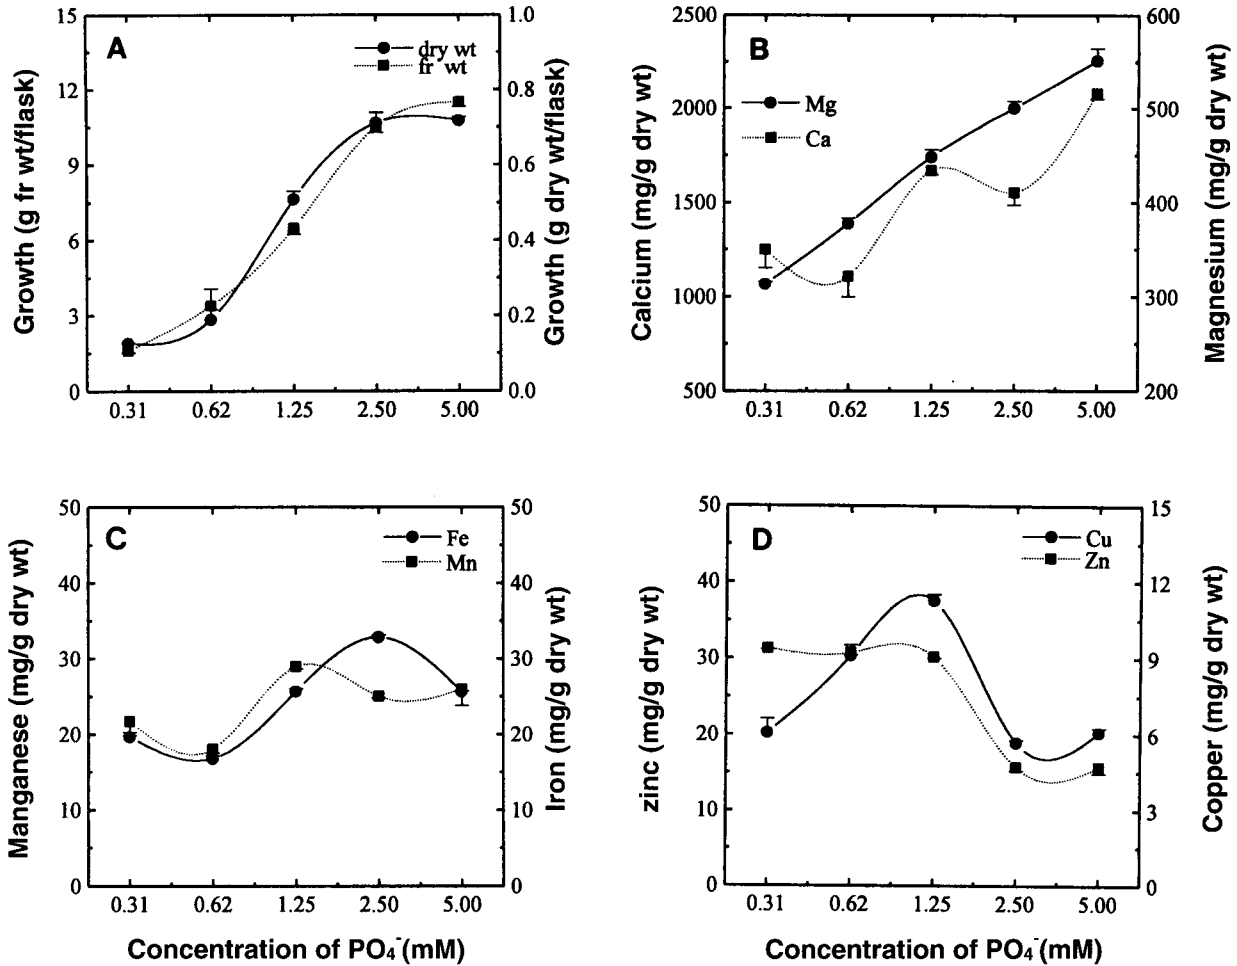 A
dry wt
fr wt
Growth (g fr wt/flask)
15
12
9
6
3
0
Growth (g dry wt/flask)
1.0
0.8
0.6
0.4
0.2
0.0
0.31 0.62 1.25 2.50 5.00
B
Mg
Ca
Calcium (mg/g dry wt)
2500
2000
1500
1000
500
Magnesium (mg/g dry wt)
600
500
400
300
200
0.31 0.62 1.25 2.50 5.00
C
Fe
Mn
Manganese (mg/g dry wt)
50
40
30
20
10
0
Iron (mg/g dry wt)
50
40
30
20
10
0
0.31 0.62 1.25 2.50 5.00
Concentration of PO₄⁻(mM)
D
Cu
Zn
zinc (mg/g dry wt)
50
40
30
20
10
0
Copper (mg/g dry wt)
15
12
9
6
3
0
0.31 0.62 1.25 2.50 5.00
Concentration of PO₄⁻(mM)